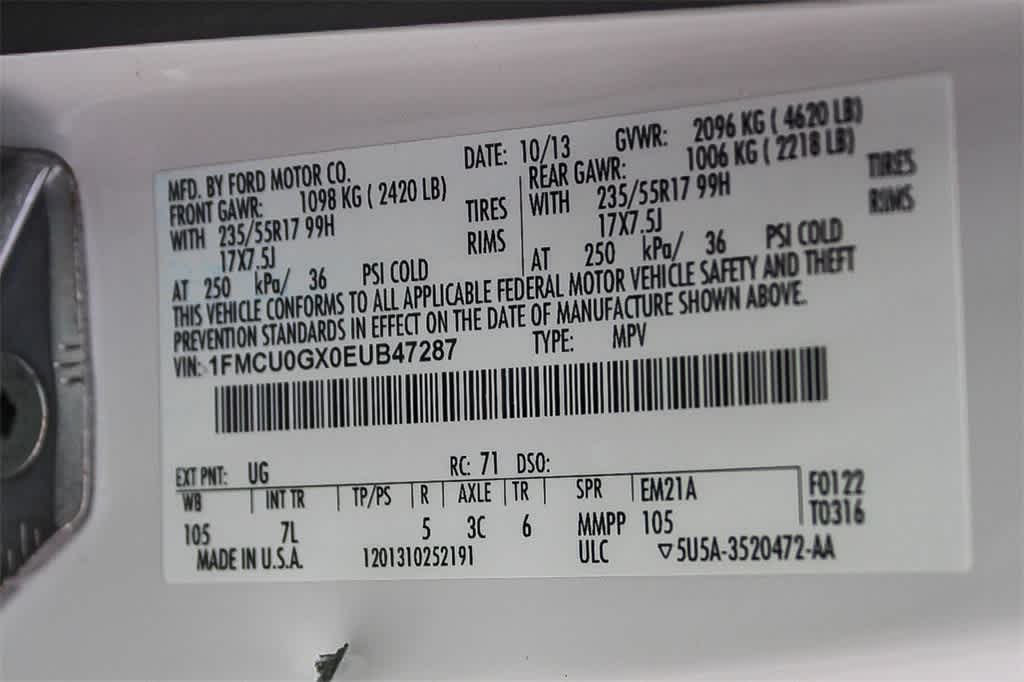 MFD. BY FORD MOTOR CO. DATE: 10/13 GVWR: 2096 KG ( 4620 LB)
FRONT GAWR: 1098 KG ( 2420 LB) REAR GAWR: 1006 KG ( 2218 LB)
WITH 235/55R17 99H TIRES WITH 235/55R17 99H TIRES
17X7.5J RIMS 17X7.5J RIMS
AT 250 kPa/ 36 PSI COLD AT 250 kPa/ 36 PSI COLD
THIS VEHICLE CONFORMS TO ALL APPLICABLE FEDERAL MOTOR VEHICLE SAFETY AND THEFT
PREVENTION STANDARDS IN EFFECT ON THE DATE OF MANUFACTURE SHOWN ABOVE.
VIN: 1FMCU0GX0EUB47287 TYPE: MPV
EXT PNT: UG RC: 71 DSO:
WB INT TR TP/PS R AXLE TR SPR EM21A F0122
105 7L 5 3C 6 MMPP 105 T0316
MADE IN U.S.A. 1201310252191 ULC ▽5U5A-3520472-AA